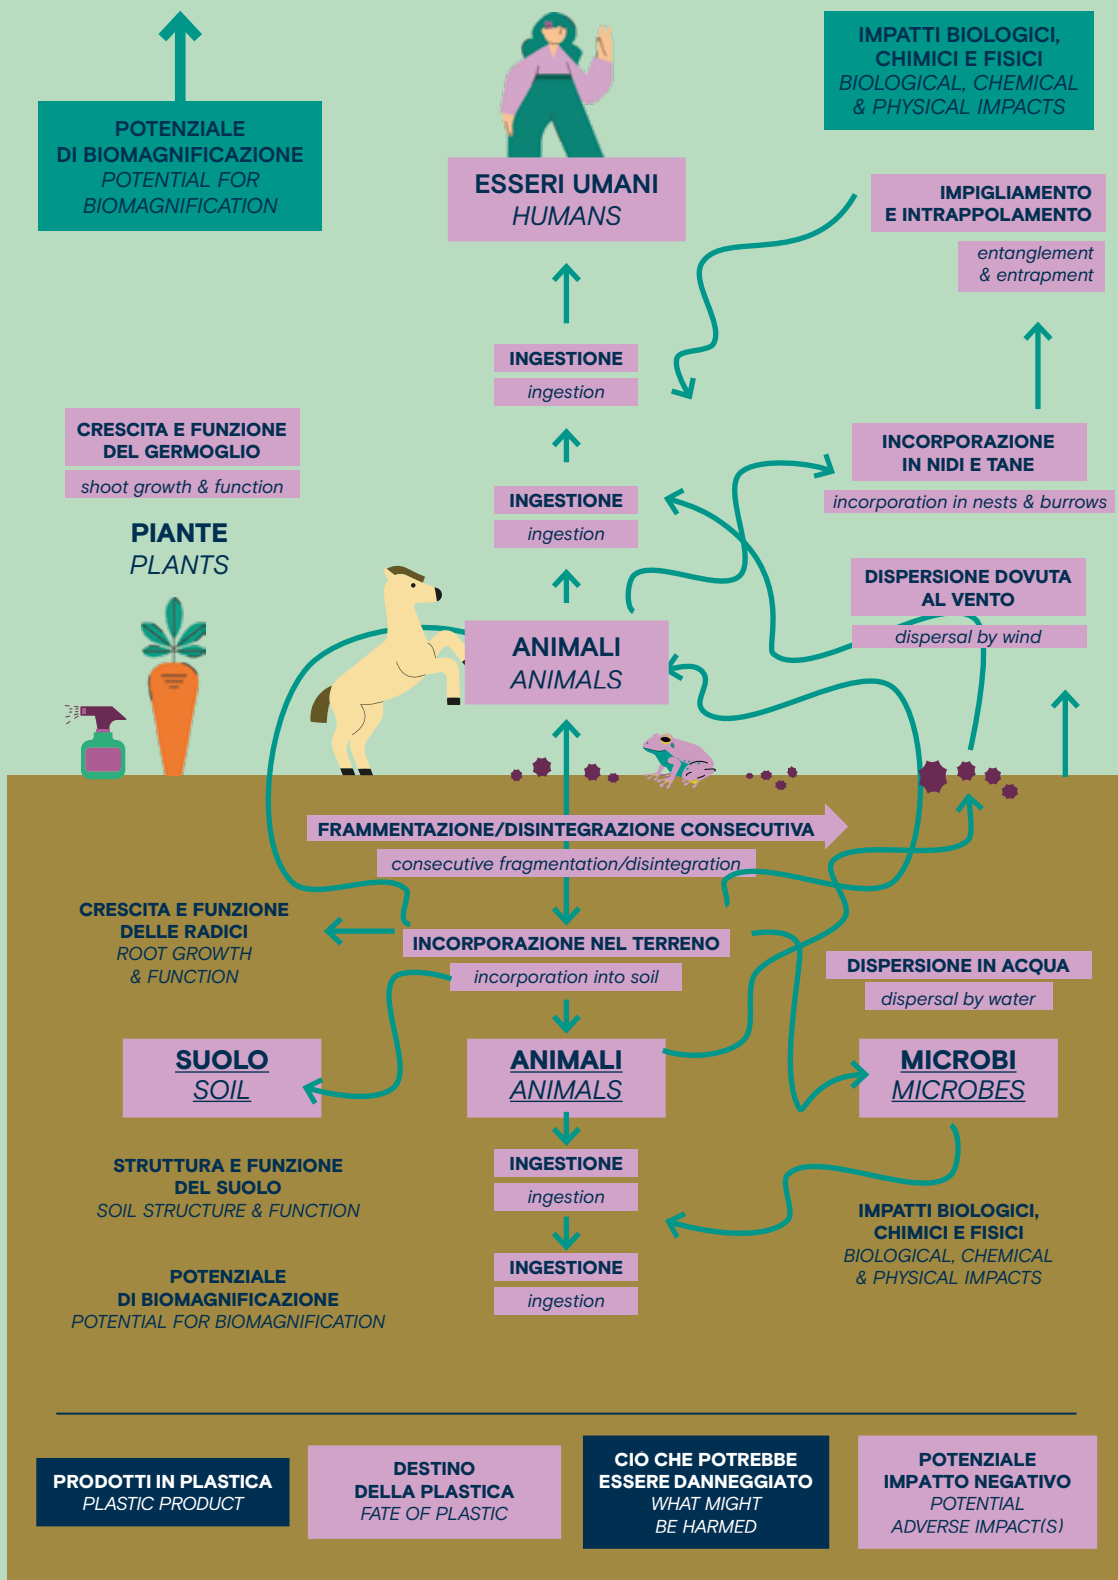 POTENZIALE
DI BIOMAGNIFICAZIONE
POTENTIAL FOR
BIOMAGNIFICATION
ESSERI UMANI
HUMANS
IMPATTI BIOLOGICI,
CHIMICI E FISICI
BIOLOGICAL, CHEMICAL
& PHYSICAL IMPACTS
IMPIGLIAMENTO
E INTRAPPOLAMENTO
entanglement
& entrapment
INGESTIONE
ingestion
CRESCITA E FUNZIONE
DEL GERMOGLIO
shoot growth & function
PIANTE
PLANTS
INGESTIONE
ingestion
INCORPORAZIONE
IN NIDI E TANE
incorporation in nests & burrows
DISPERSIONE DOVUTA
AL VENTO
dispersal by wind
ANIMALI
ANIMALS
FRAMMENTAZIONE/DISINTEGRAZIONE CONSECUTIVA
consecutive fragmentation/disintegration
CRESCITA E FUNZIONE
DELLE RADICI
ROOT GROWTH
& FUNCTION
INCORPORAZIONE NEL TERRENO
incorporation into soil
DISPERSIONE IN ACQUA
dispersal by water
SUOLO
SOIL
ANIMALI
ANIMALS
MICROBI
MICROBES
STRUTTURA E FUNZIONE
DEL SUOLO
SOIL STRUCTURE & FUNCTION
INGESTIONE
ingestion
IMPATTI BIOLOGICI,
CHIMICI E FISICI
BIOLOGICAL, CHEMICAL
& PHYSICAL IMPACTS
POTENZIALE
DI BIOMAGNIFICAZIONE
POTENTIAL FOR BIOMAGNIFICATION
INGESTIONE
ingestion
PRODOTTI IN PLASTICA
PLASTIC PRODUCT
DESTINO
DELLA PLASTICA
FATE OF PLASTIC
CIÒ CHE POTREBBE
ESSERE DANNEGGIATO
WHAT MIGHT
BE HARMED
POTENZIALE
IMPATTO NEGATIVO
POTENTIAL
ADVERSE IMPACT(S)